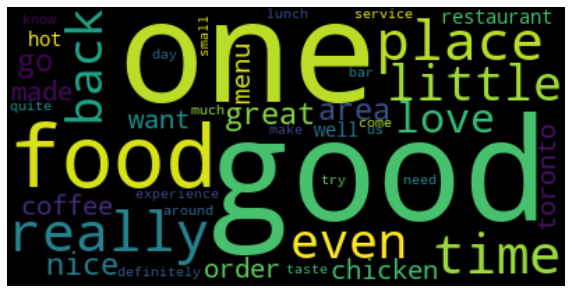 know
lunch
service
restaurant
hot
back
one
small
place
go
day
menu
bar
little
made
quite
much
great
area
come
love
want
well
us
make
food
good
try
need
toronto
experience
coffee
around
really
even
time
nice
definitely
order
taste
chicken